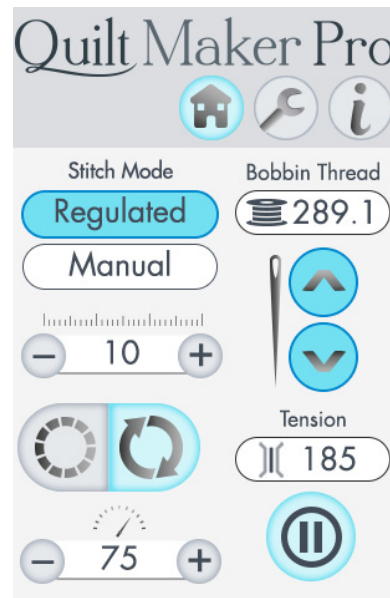 Quilt Maker Pro
i
Stitch Mode
Regulated
Manual
10
75
Bobbin Thread
289.1
Tension
185